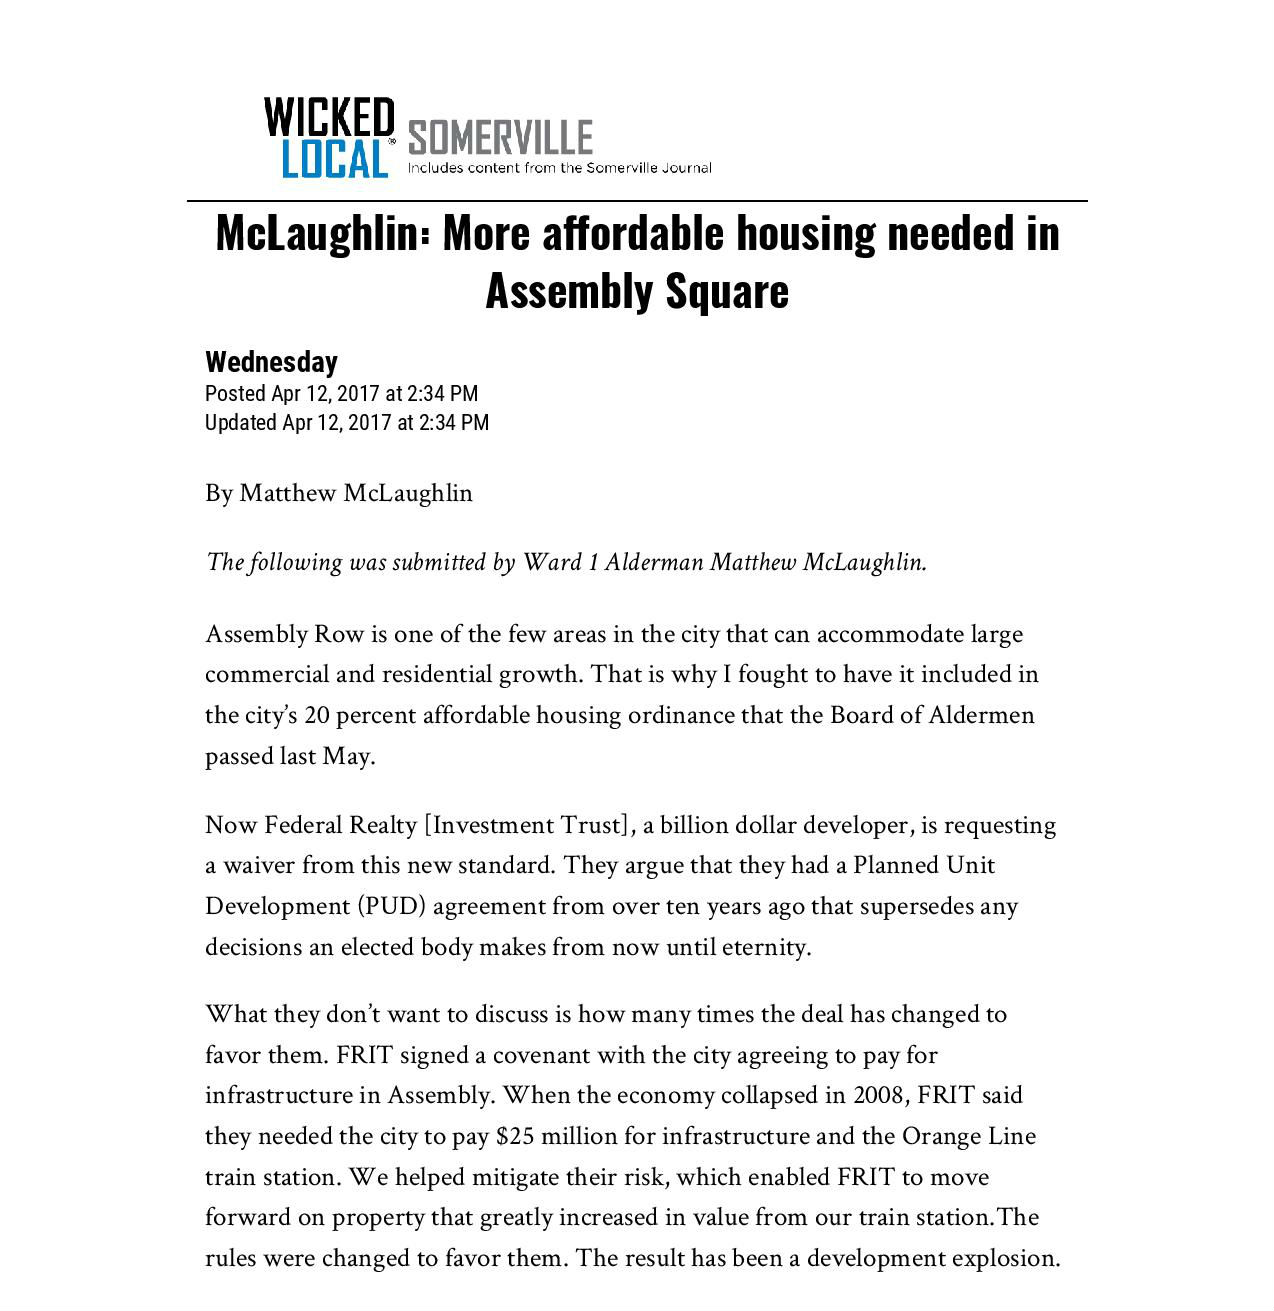 WICKED
LOCAL® SOMERVILLE
Includes content from the Somerville Journal
McLaughlin: More affordable housing needed in
Assembly Square
Wednesday
Posted Apr 12, 2017 at 2:34 PM
Updated Apr 12, 2017 at 2:34 PM
By Matthew McLaughlin
The following was submitted by Ward 1 Alderman Matthew McLaughlin.
Assembly Row is one of the few areas in the city that can accommodate large
commercial and residential growth. That is why I fought to have it included in
the city’s 20 percent affordable housing ordinance that the Board of Aldermen
passed last May.
Now Federal Realty [Investment Trust], a billion dollar developer, is requesting
a waiver from this new standard. They argue that they had a Planned Unit
Development (PUD) agreement from over ten years ago that supersedes any
decisions an elected body makes from now until eternity.
What they don’t want to discuss is how many times the deal has changed to
favor them. FRIT signed a covenant with the city agreeing to pay for
infrastructure in Assembly. When the economy collapsed in 2008, FRIT said
they needed the city to pay $25 million for infrastructure and the Orange Line
train station. We helped mitigate their risk, which enabled FRIT to move
forward on property that greatly increased in value from our train station.The
rules were changed to favor them. The result has been a development explosion.